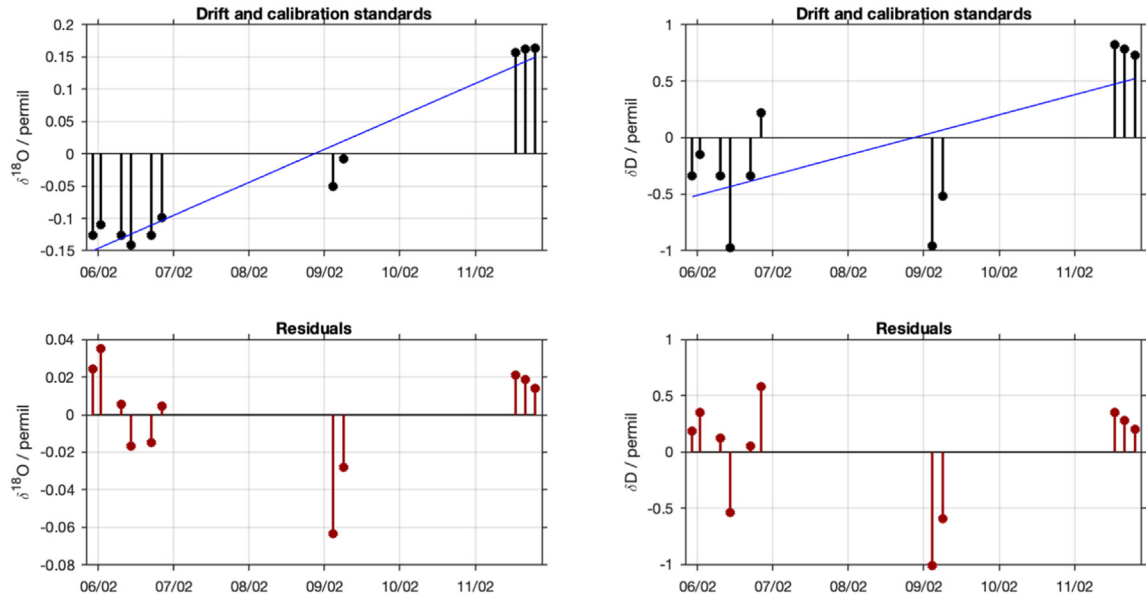 Drift and calibration standards
δ¹⁸O / permil
0.2
0.15
0.1
0.05
0
-0.05
-0.1
-0.15
06/02 07/02 08/02 09/02 10/02 11/02
Drift and calibration standards
δD / permil
1
0.5
0
-0.5
-1
06/02 07/02 08/02 09/02 10/02 11/02
Residuals
δ¹⁸O / permil
0.04
0.02
0
-0.02
-0.04
-0.06
-0.08
06/02 07/02 08/02 09/02 10/02 11/02
Residuals
δD / permil
1
0.5
0
-0.5
-1
06/02 07/02 08/02 09/02 10/02 11/02